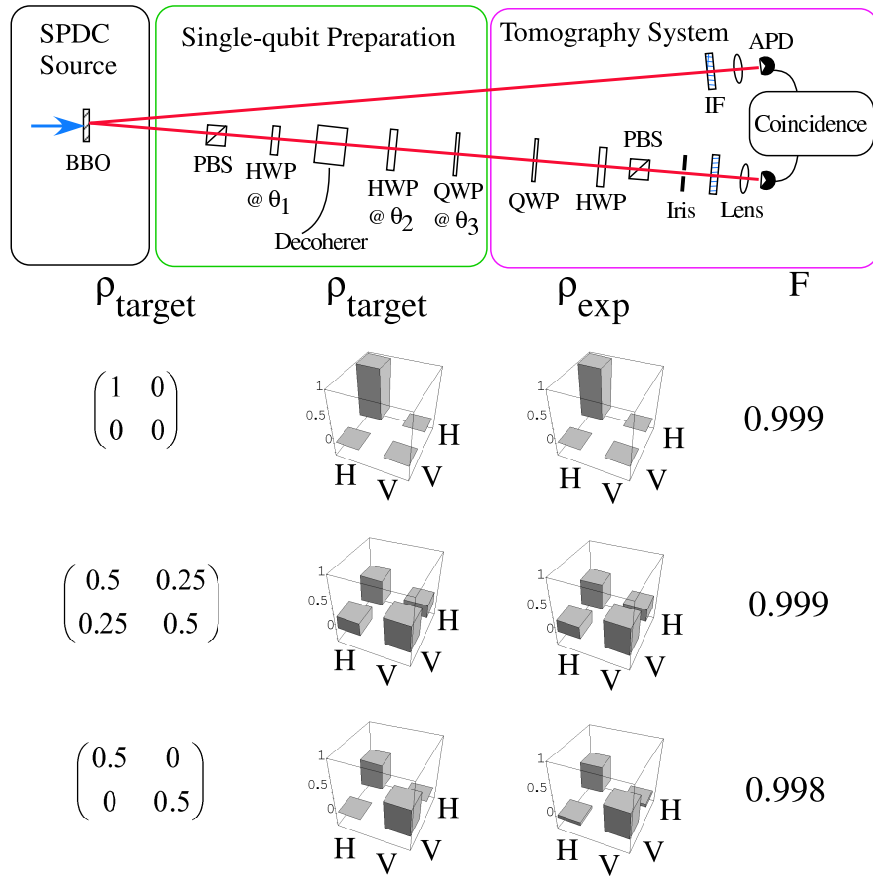 SPDC
Source
Single-qubit Preparation
Tomography System
APD
IF
Coincidence
BBO
PBS
HWP
@ θ1
Decoherer
HWP
@ θ2
QWP
@ θ3
QWP
HWP
PBS
Iris
Lens
ρtarget
ρtarget
ρexp
F
1 0
0 0
1
0.5
0
H
V
V
H
1
0.5
0
H
V
V
H
0.999
0.5 0.25
0.25 0.5
1
0.5
0
H
V
V
H
1
0.5
0
H
V
V
H
0.999
0.5 0
0 0.5
1
0.5
0
H
V
V
H
1
0.5
0
H
V
V
H
0.998